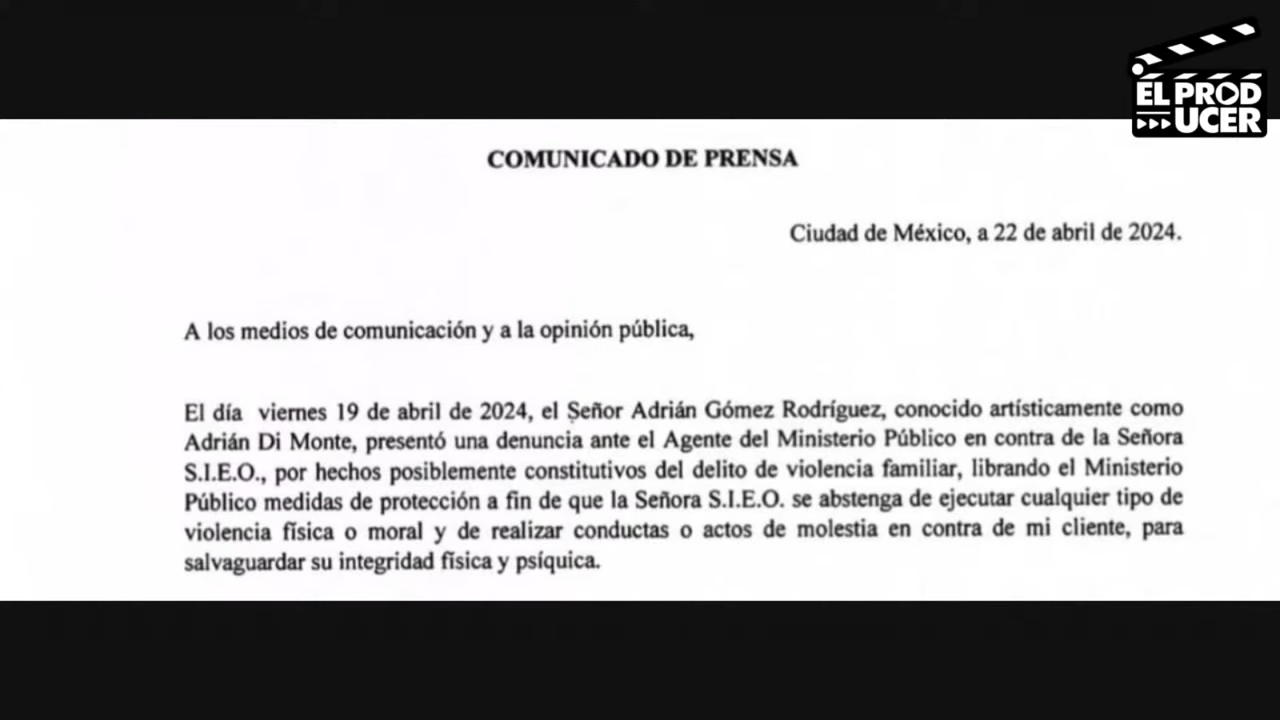 EL PROD
UCER
COMUNICADO DE PRENSA
Ciudad de México, a 22 de abril de 2024.
A los medios de comunicación y a la opinión pública,
El día viernes 19 de abril de 2024, el Señor Adrián Gómez Rodríguez, conocido artísticamente como
Adrián Di Monte, presentó una denuncia ante el Agente del Ministerio Público en contra de la Señora
S.I.E.O., por hechos posiblemente constitutivos del delito de violencia familiar, librando el Ministerio
Público medidas de protección a fin de que la Señora S.I.E.O. se abstenga de ejecutar cualquier tipo de
violencia física o moral y de realizar conductas o actos de molestia en contra de mi cliente, para
salvaguardar su integridad física y psíquica.